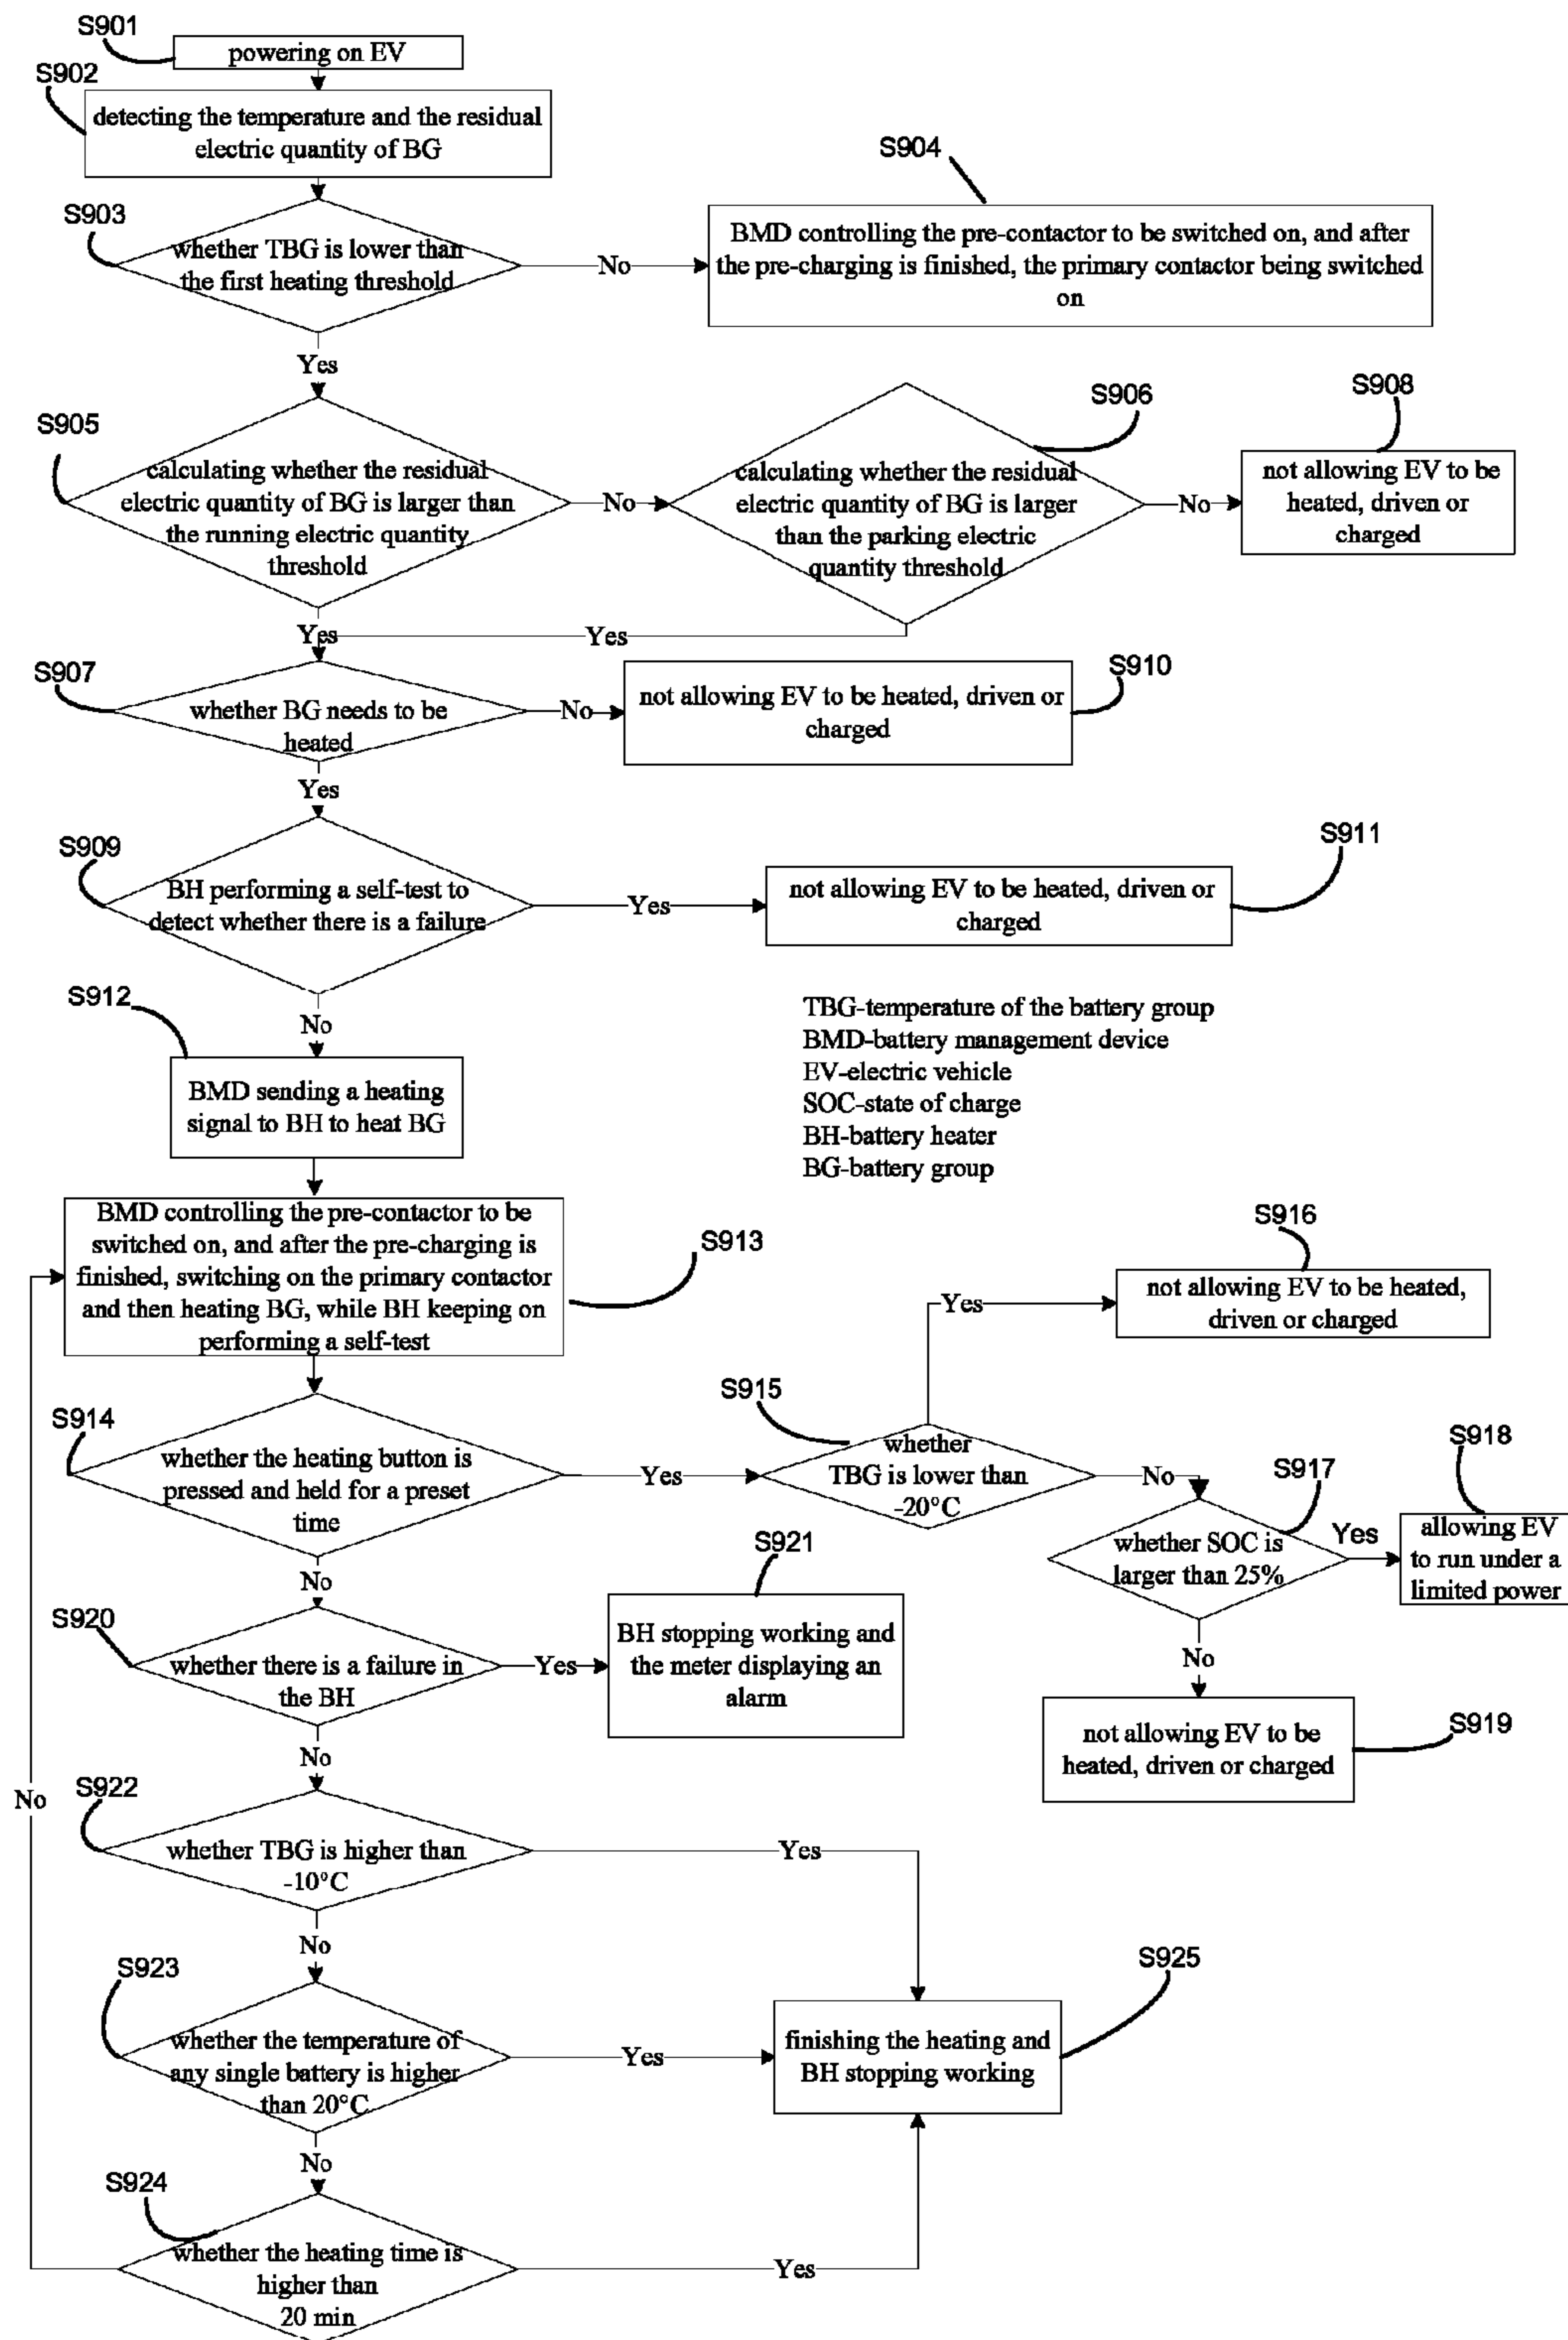 S901
powering on EV
S902
detecting the temperature and the residual
electric quantity of BG
S903
whether TBG is lower than
the first heating threshold
No
S904
BMD controlling the pre-contactor to be switched on, and after
the pre-charging is finished, the primary contactor being switched
on
Yes
S905
calculating whether the residual
electric quantity of BG is larger than
the running electric quantity
threshold
No
S906
calculating whether the residual
electric quantity of BG is larger
than the parking electric
quantity threshold
No
S908
not allowing EV to be
heated, driven or
charged
Yes
Yes
S907
whether BG needs to be
heated
No
S910
not allowing EV to be heated, driven or
charged
Yes
S909
BH performing a self-test to
detect whether there is a failure
Yes
S911
not allowing EV to be heated, driven or
charged
No
S912
BMD sending a heating
signal to BH to heat BG
TBG-temperature of the battery group
BMD-battery management device
EV-electric vehicle
SOC-state of charge
BH-battery heater
BG-battery group
S913
BMD controlling the pre-contactor to be
switched on, and after the pre-charging is
finished, switching on the primary contactor
and then heating BG, while BH keeping on
performing a self-test
S914
whether the heating button is
pressed and held for a preset
time
Yes
S915
whether
TBG is lower than
-20°C
Yes
S916
not allowing EV to be heated,
driven or charged
No
S917
whether SOC is
larger than 25%
Yes
S918
allowing EV
to run under a
limited power
No
S919
not allowing EV to be
heated, driven or charged
No
S920
whether there is a failure in
the BH
Yes
S921
BH stopping working and
the meter displaying an
alarm
No
S922
whether TBG is higher than
-10°C
Yes
No
S923
whether the temperature of
any single battery is higher
than 20°C
Yes
S925
finishing the heating and
BH stopping working
No
S924
whether the heating time is
higher than
20 min
Yes
No